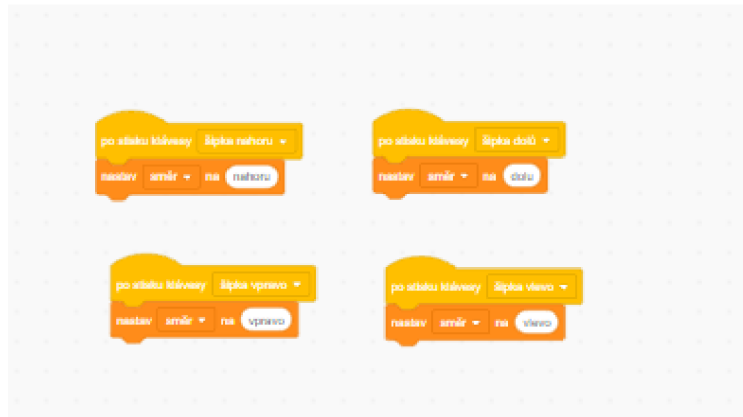 po stisku klávesy šipka nahoru
nastav směr na nahoru
po stisku klávesy šipka dolů
nastav směr na dolu
po stisku klávesy šipka vpravo
nastav směr na vpravo
po stisku klávesy šipka vlevo
nastav směr na vlevo